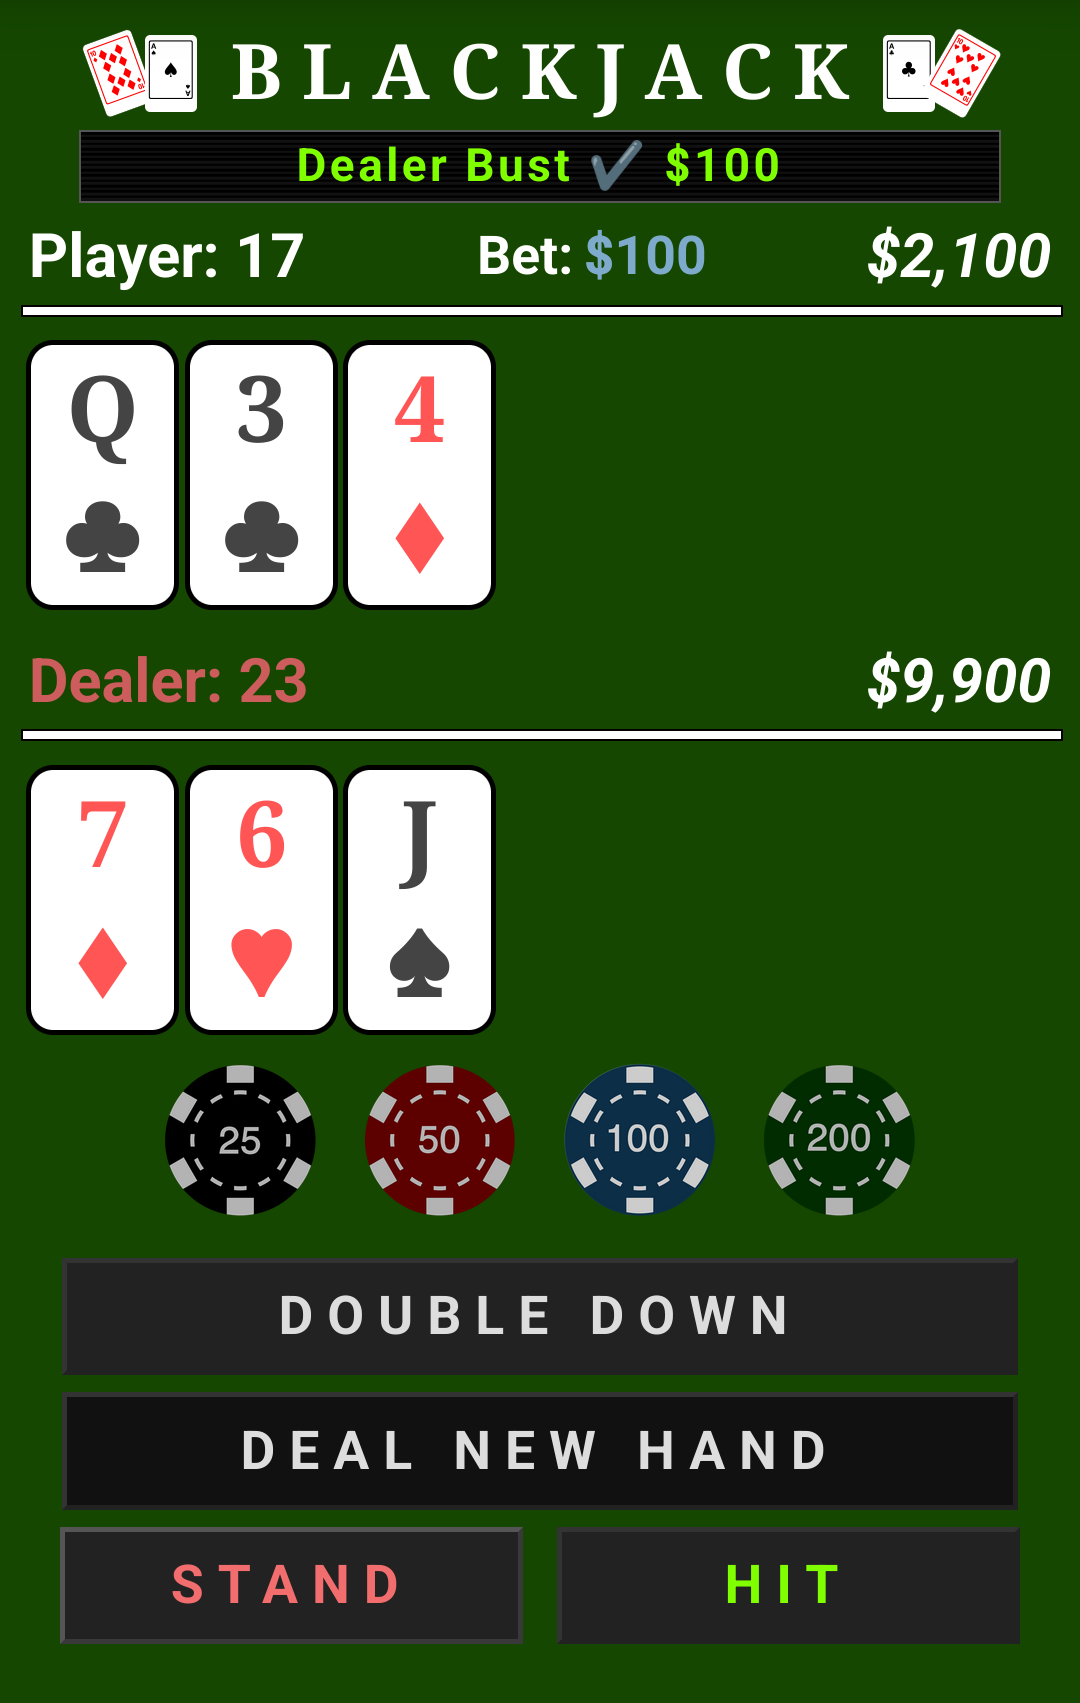 BLACKJACK
Dealer Bust ✔ $100
Player: 17 Bet: $100 $2,100
Q 3 4
♣ ♣ ♦
Dealer: 23 $9,900
7 6 J
♦ ♥ ♠
25 50 100 200
DOUBLE DOWN
DEAL NEW HAND
STAND HIT